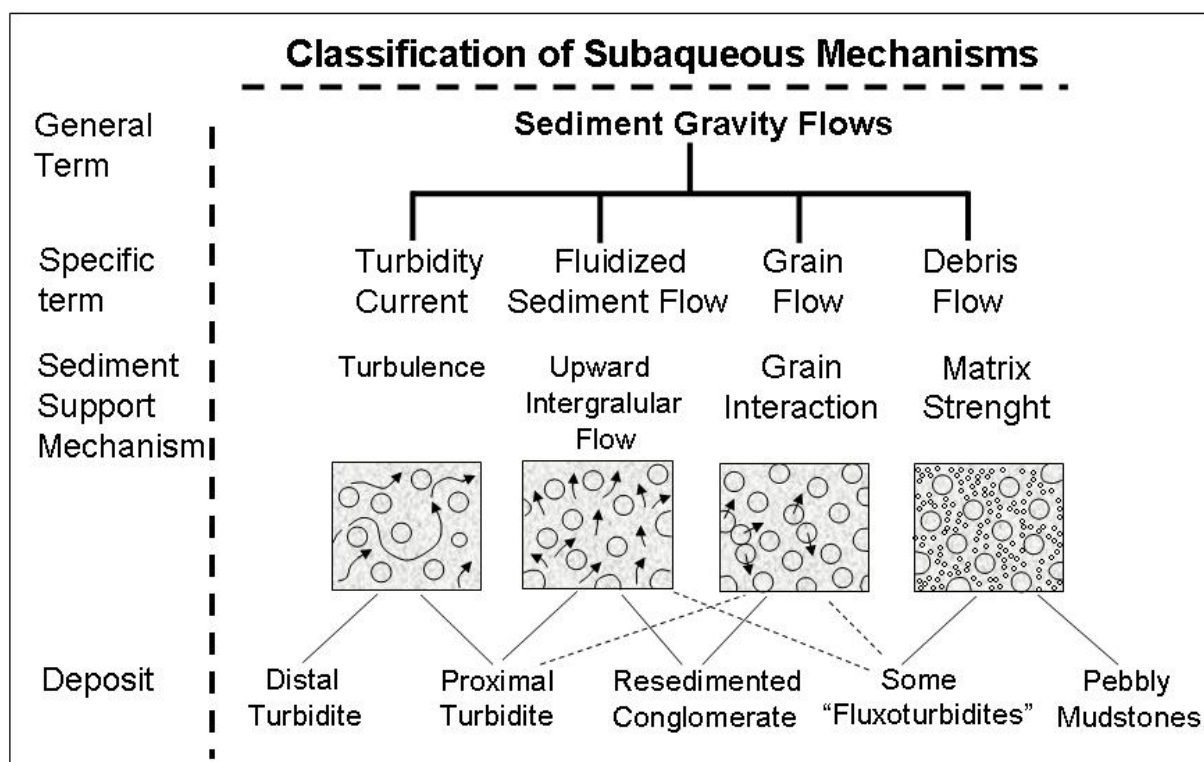 Classification of Subaqueous Mechanisms
General
Term
Sediment Gravity Flows
Specific
term
Turbidity
Current
Fluidized
Sediment Flow
Grain
Flow
Debris
Flow
Sediment
Support
Mechanism
Turbulence
Upward
Intergralular
Flow
Grain
Interaction
Matrix
Strenght
Deposit
Distal
Turbidite
Proximal
Turbidite
Resedimented
Conglomerate
Some
“Fluxoturbidites”
Pebbly
Mudstones